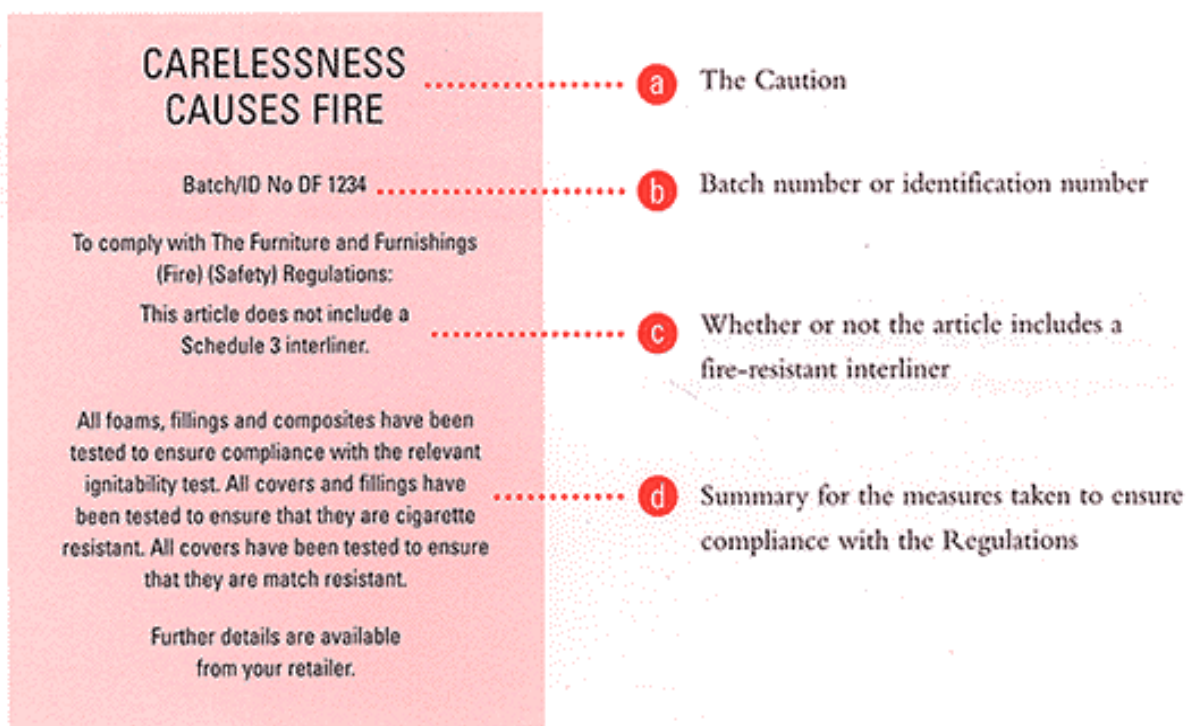 CARELESSNESS
CAUSES FIRE
a The Caution
Batch/ID No DF 1234
b Batch number or identification number
To comply with The Furniture and Furnishings
(Fire) (Safety) Regulations:
This article does not include a
Schedule 3 interliner.
c Whether or not the article includes a
fire-resistant interliner
All foams, fillings and composites have been
tested to ensure compliance with the relevant
ignitability test. All covers and fillings have
been tested to ensure that they are cigarette
resistant. All covers have been tested to ensure
that they are match resistant.
d Summary for the measures taken to ensure
compliance with the Regulations
Further details are available
from your retailer.